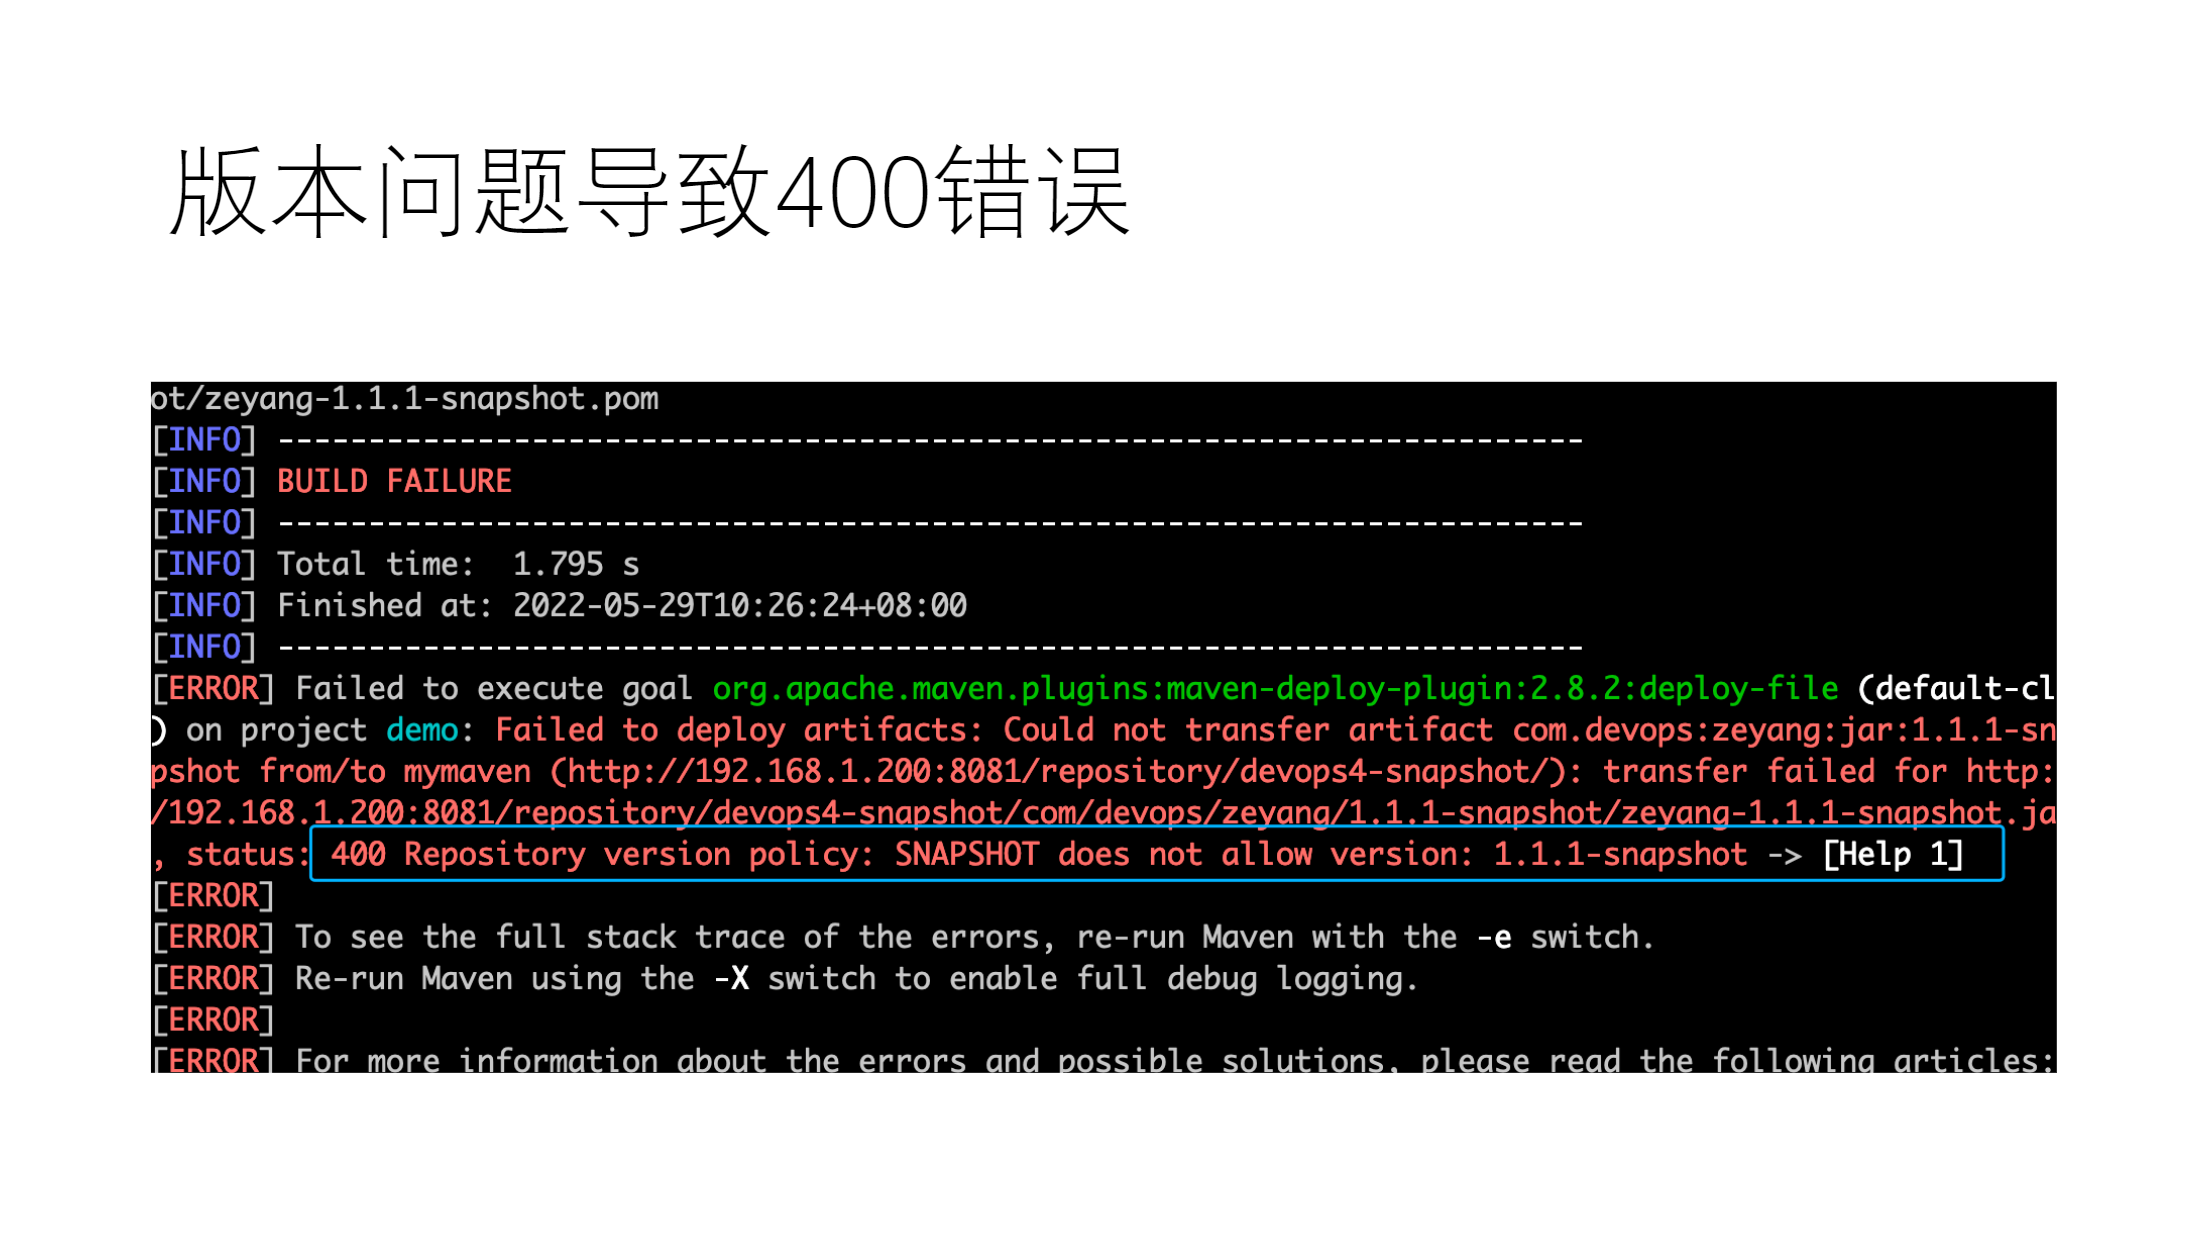 版本问题导致400错误
ot/zeyang-1.1.1-snapshot.pom
[INFO] ------------------------------------------------------------------------
[INFO] BUILD FAILURE
[INFO] ------------------------------------------------------------------------
[INFO] Total time:  1.795 s
[INFO] Finished at: 2022-05-29T10:26:24+08:00
[INFO] ------------------------------------------------------------------------
[ERROR] Failed to execute goal org.apache.maven.plugins:maven-deploy-plugin:2.8.2:deploy-file (default-cl
) on project demo: Failed to deploy artifacts: Could not transfer artifact com.devops:zeyang:jar:1.1.1-sn
pshot from/to mymaven (http://192.168.1.200:8081/repository/devops4-snapshot/): transfer failed for http:
/192.168.1.200:8081/repository/devops4-snapshot/com/devops/zeyang/1.1.1-snapshot/zeyang-1.1.1-snapshot.ja
, status: 400 Repository version policy: SNAPSHOT does not allow version: 1.1.1-snapshot -> [Help 1]
[ERROR]
[ERROR] To see the full stack trace of the errors, re-run Maven with the -e switch.
[ERROR] Re-run Maven using the -X switch to enable full debug logging.
[ERROR]
[ERROR] For more information about the errors and possible solutions, please read the following articles: